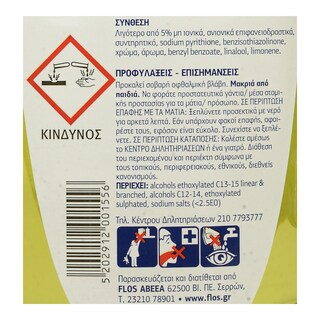 ΣΥΝΘΕΣΗ
Λιγότερο από 5% μη ιονικά, ανιονικά επιφανειοδραστικά,
συντηρητικό, sodium pyrithione, benzisothiazolinone,
χρώμα, άρωμα, benzyl benzoate, linalool, limonene.
ΠΡΟΦΥΛΑΞΕΙΣ - ΕΠΙΣΗΜΑΝΣΕΙΣ
Προκαλεί σοβαρή οφθαλμική βλάβη. Μακριά από
παιδιά. Να φοράτε προστατευτικά γάντια/ μέσα ατομι-
κής προστασίας για τα μάτια/ πρόσωπο. ΣΕ ΠΕΡΙΠΤΩΣΗ
ΕΠΑΦΗΣ ΜΕ ΤΑ ΜΑΤΙΑ: Ξεπλύνετε προσεκτικά με νερό
για αρκετά λεπτά. Εάν υπάρχουν φακοί επαφής, αφαι-
ρέστε τους, εφόσον είναι εύκολο. Συνεχίστε να ξεπλέ-
νετε. ΣΕ ΠΕΡΙΠΤΩΣΗ ΚΑΤΑΠΟΣΗΣ: Καλέστε αμέσως
το ΚΕΝΤΡΟ ΔΗΛΗΤΗΡΙΑΣΕΩΝ ή ένα γιατρό. Διάθεση
του περιεχομένου και περιέκτη σύμφωνα με
τους τοπικούς, περιφερειακούς, εθνικούς, διεθνείς
κανονισμούς.
ΚΙΝΔΥΝΟΣ
ΠΕΡΙΕΧΕΙ: alcohols ethoxylated C13-15 linear &
branched, alcohols C12-14, ethoxylated
sulphated, sodium salts (<2.5EO)
Τηλ. Κέντρου Δηλητηριάσεων 210 7793777
5 202912 001556
Παρασκευάζεται και διατίθεται από
FLOS ΑΒΕΕΑ 62500 ΒΙ. ΠΕ. Σερρών,
Τ. 23210 78901 • www.flos.gr